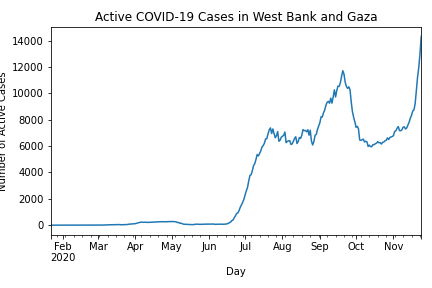 Active COVID-19 Cases in West Bank and Gaza
Number of Active Cases
14000
12000
10000
8000
6000
4000
2000
0
Feb Mar Apr May Jun Jul Aug Sep Oct Nov
2020
Day